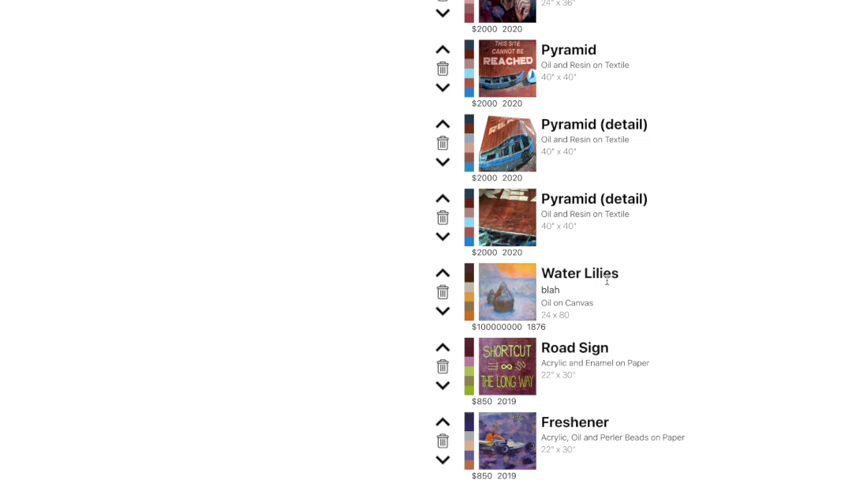 24" x 36"
$2000 2020
THIS SITE
CANNOT BE
REACHED
Pyramid
Oil and Resin on Textile
40" x 40"
$2000 2020
Pyramid (detail)
Oil and Resin on Textile
40" x 40"
$2000 2020
Pyramid (detail)
Oil and Resin on Textile
40" x 40"
$2000 2020
Water Lilies
blah
Oil on Canvas
24 x 80
$100000000 1876
SHORTCUT
THE LONG WAY
Road Sign
Acrylic and Enamel on Paper
22" x 30"
$850 2019
Freshener
Acrylic, Oil and Perler Beads on Paper
22" x 30"
$850 2019